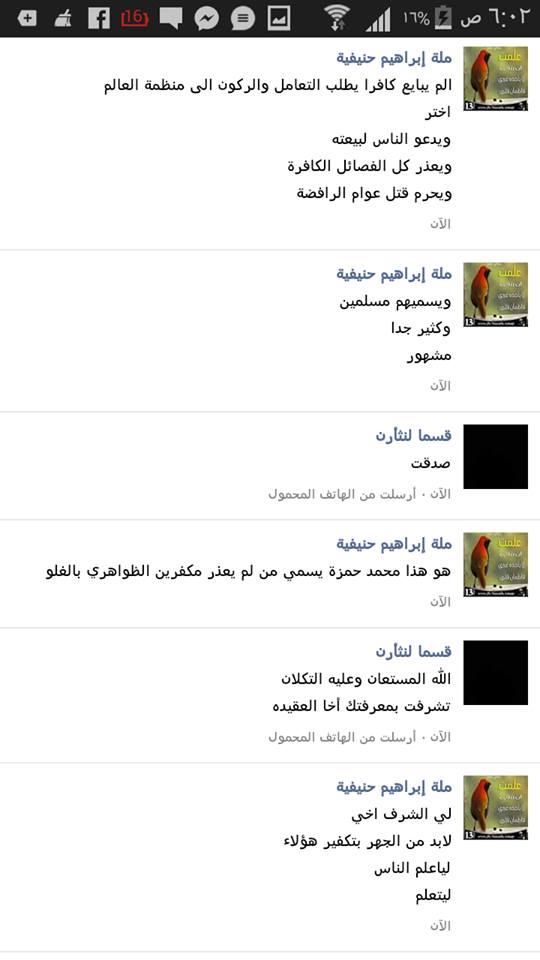 ٦:٠٢ ص
١٦%
16
ملة إبراهيم حنيفية
الم يبايع كافرا يطلب التعامل والركون الى منظمة العالم
اختر
ويدعو الناس لبيعته
ويعذر كل الفصائل الكافرة
ويحرم قتل عوام الرافضة
الآن
ملة إبراهيم حنيفية
ويسميهم مسلمين
وكثير جدا
مشهور
الآن
قسما لنثأرن
صدقت
الآن · أرسلت من الهاتف المحمول
ملة إبراهيم حنيفية
هو هذا محمد حمزة يسمي من لم يعذر مكفرين الظواهري بالغلو
الآن
قسما لنثأرن
الله المستعان وعليه التكلان
تشرفت بمعرفتك أخا العقيده
الآن · أرسلت من الهاتف المحمول
ملة إبراهيم حنيفية
لي الشرف اخي
لابد من الجهر بتكفير هؤلاء
لياعلم الناس
ليتعلم
الآن